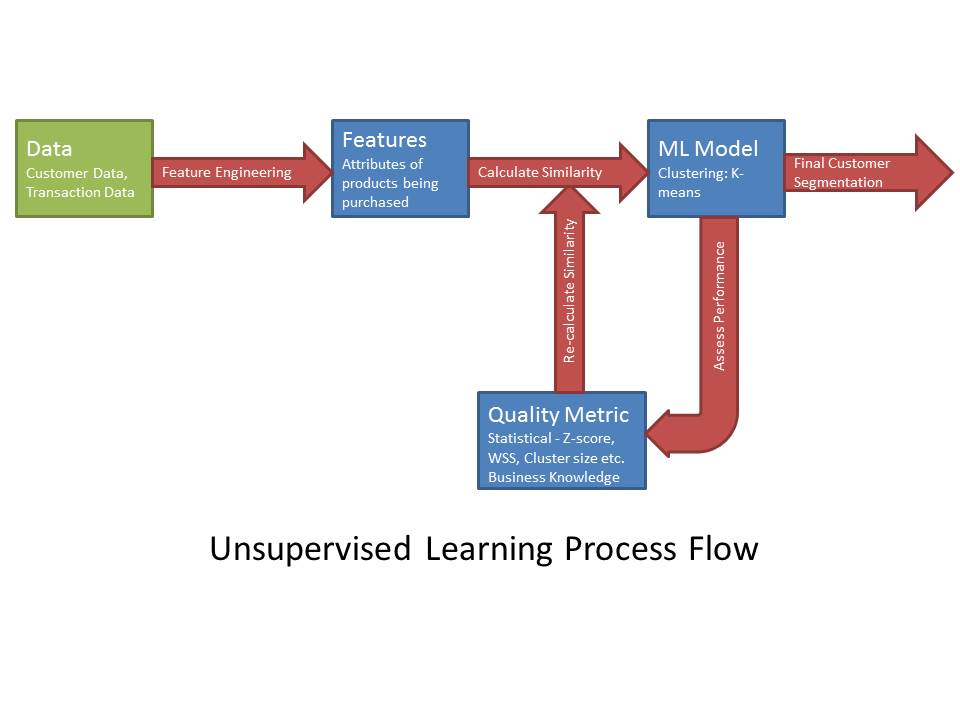 Data
Customer Data,
Transaction Data
Feature Engineering
Features
Attributes of
products being
purchased
Calculate Similarity
ML Model
Clustering: K-
means
Final Customer
Segmentation
Re-calculate Similarity
Assess Performance
Quality Metric
Statistical - Z-score,
WSS, Cluster size etc.
Business Knowledge
Unsupervised Learning Process Flow